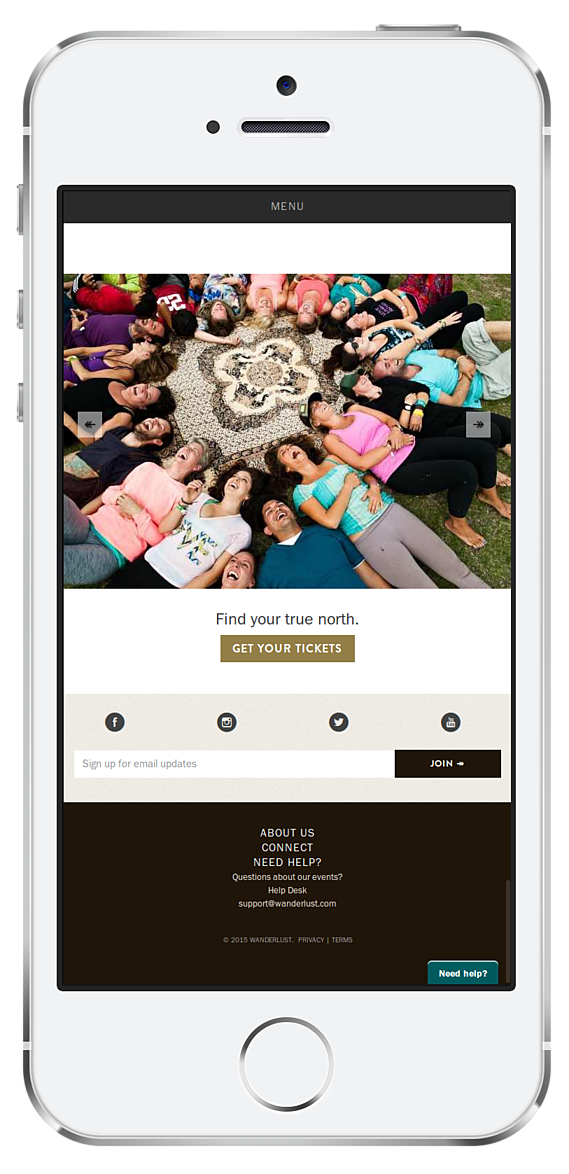 MENU
Find your true north.
GET YOUR TICKETS
Sign up for email updates
JOIN ↠
ABOUT US
CONNECT
NEED HELP?
Questions about our events?
Help Desk
support@wanderlust.com
© 2015 WANDERLUST. PRIVACY | TERMS
Need help?